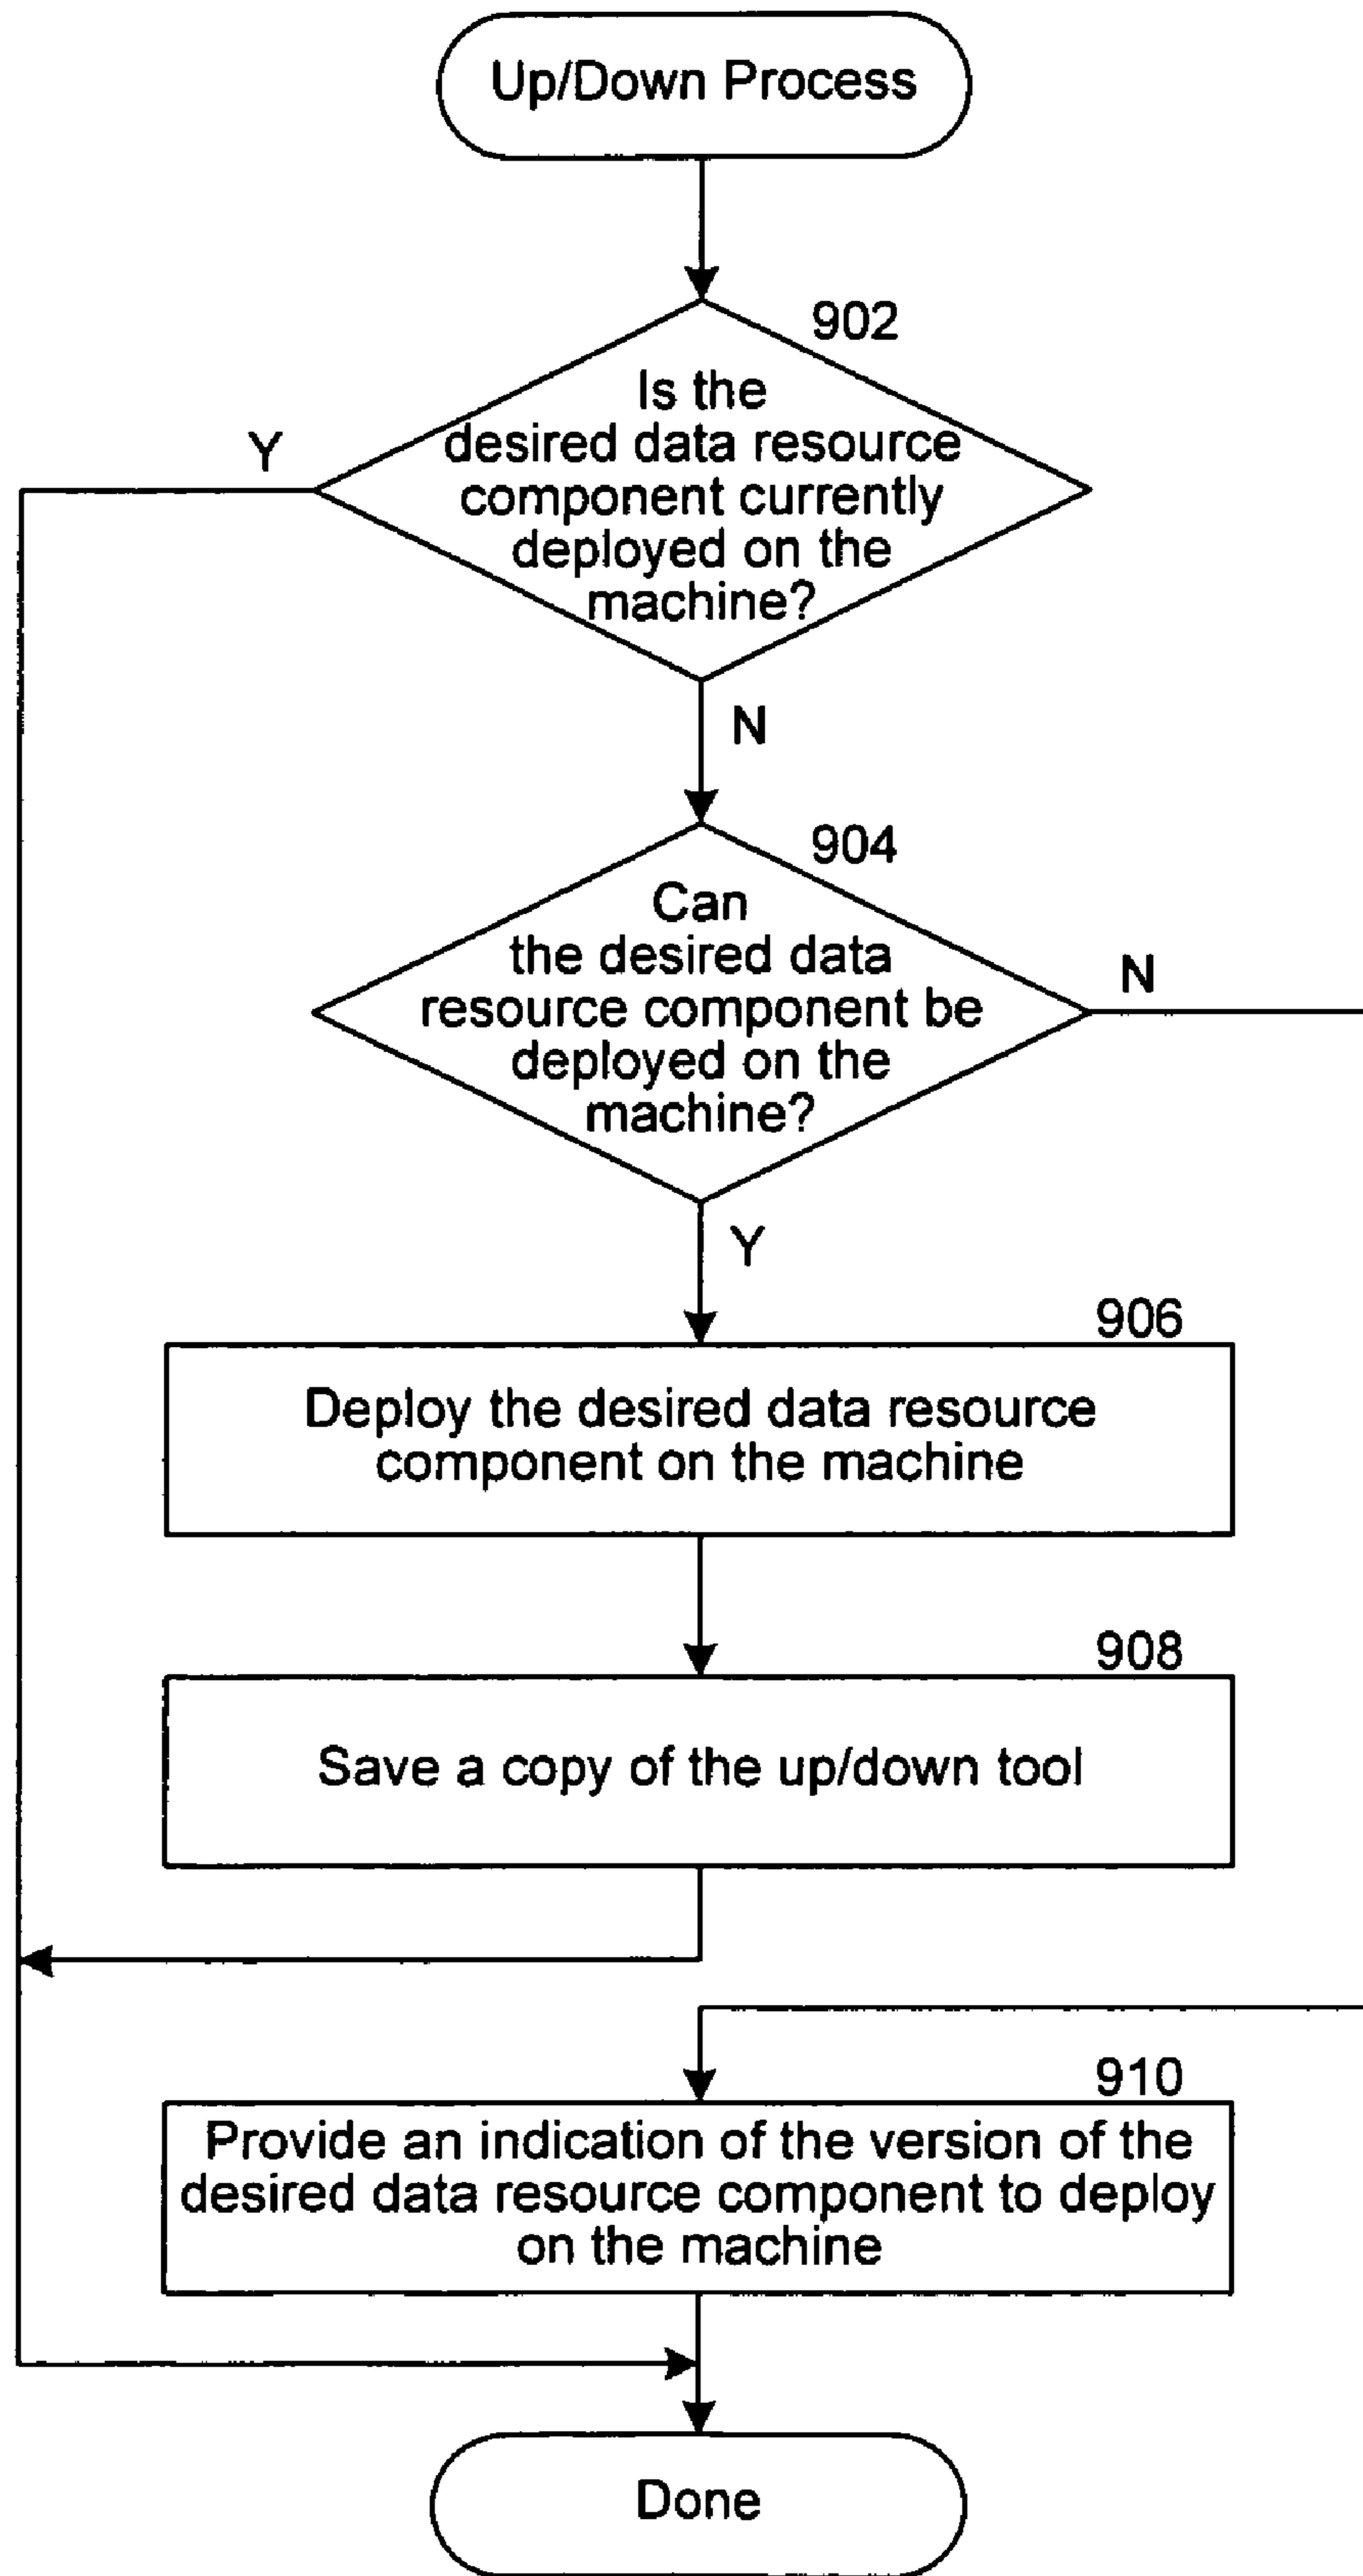 Up/Down Process
902
Is the
desired data resource
component currently
deployed on the
machine?
Y
N
904
Can
the desired data
resource component be
deployed on the
machine?
N
Y
906
Deploy the desired data resource
component on the machine
908
Save a copy of the up/down tool
910
Provide an indication of the version of the
desired data resource component to deploy
on the machine
Done